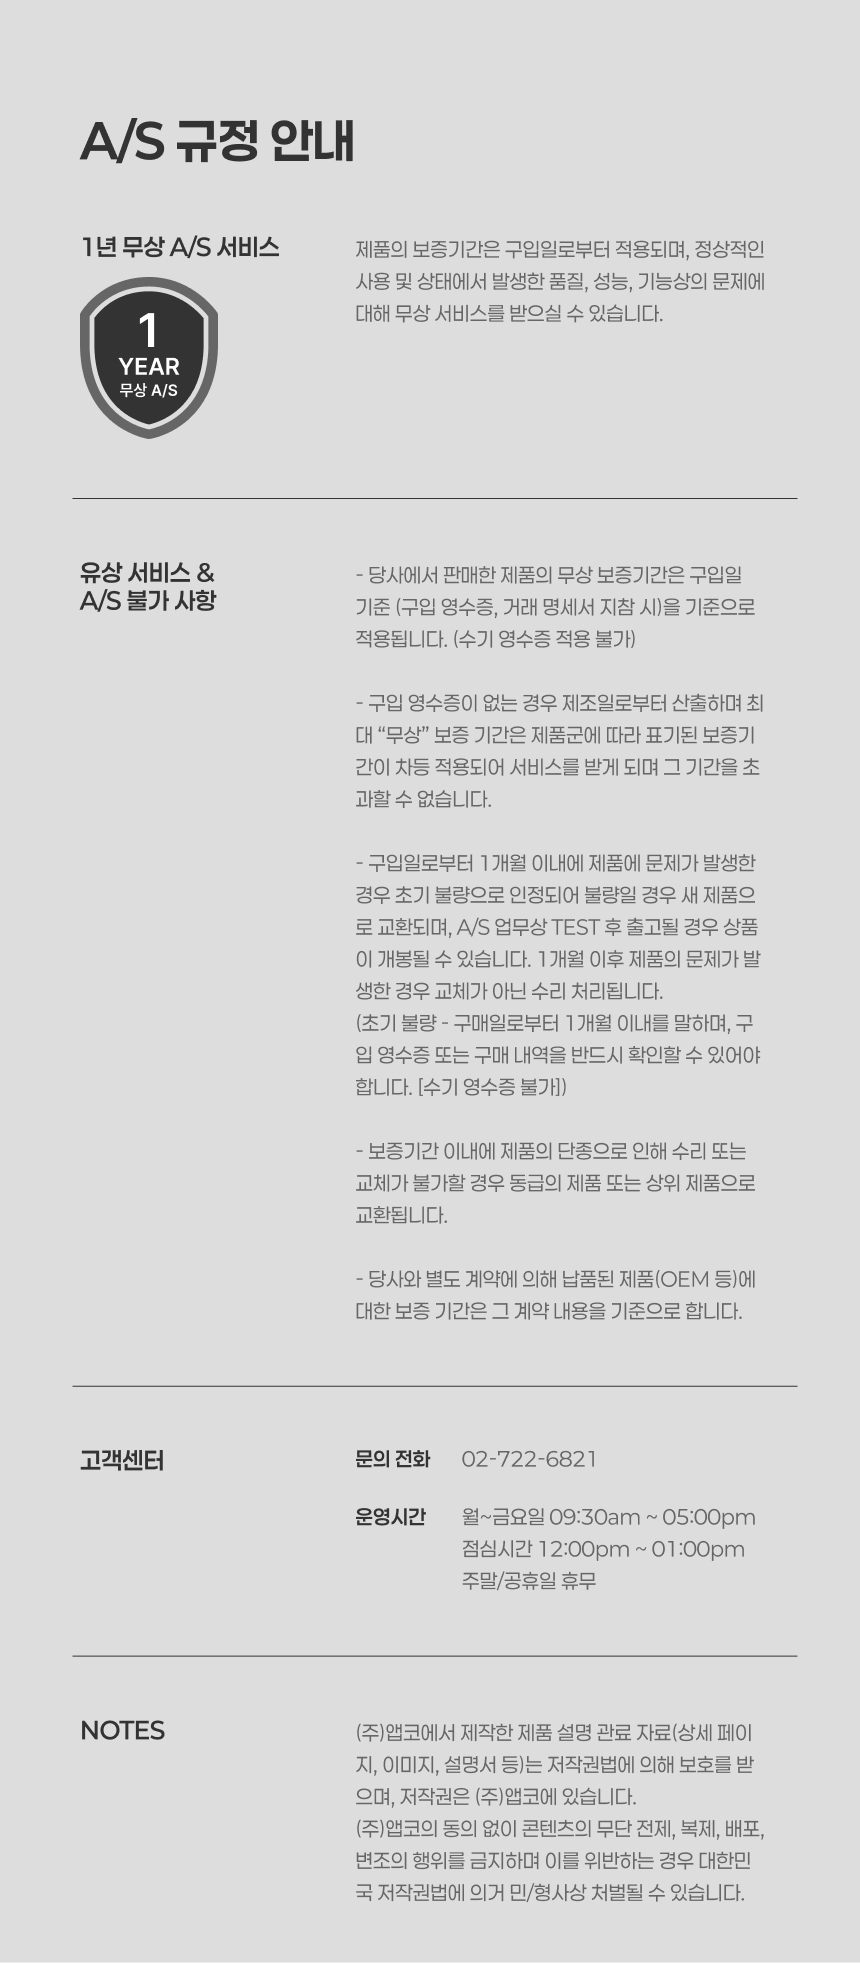 A/S 규정 안내
1년 무상 A/S 서비스
1
YEAR
무상 A/S
제품의 보증기간은 구입일로부터 적용되며, 정상적인
사용 및 상태에서 발생한 품질, 성능, 기능상의 문제에
대해 무상 서비스를 받으실 수 있습니다.
유상 서비스 &
A/S 불가 사항
- 당사에서 판매한 제품의 무상 보증기간은 구입일
기준 (구입 영수증, 거래 명세서 지참 시)을 기준으로
적용됩니다. (수기 영수증 적용 불가)
- 구입 영수증이 없는 경우 제조일로부터 산출하며 최
대 “무상” 보증 기간은 제품군에 따라 표기된 보증기
간이 차등 적용되어 서비스를 받게 되며 그 기간을 초
과할 수 없습니다.
- 구입일로부터 1개월 이내에 제품에 문제가 발생한
경우 초기 불량으로 인정되어 불량일 경우 새 제품으
로 교환되며, A/S 업무상 TEST 후 출고될 경우 상품
이 개봉될 수 있습니다. 1개월 이후 제품의 문제가 발
생한 경우 교체가 아닌 수리 처리됩니다.
(초기 불량 - 구매일로부터 1개월 이내를 말하며, 구
입 영수증 또는 구매 내역을 반드시 확인할 수 있어야
합니다. [수기 영수증 불가])
- 보증기간 이내에 제품의 단종으로 인해 수리 또는
교체가 불가할 경우 동급의 제품 또는 상위 제품으로
교환됩니다.
- 당사와 별도 계약에 의해 납품된 제품(OEM 등)에
대한 보증 기간은 그 계약 내용을 기준으로 합니다.
고객센터
문의 전화 02-722-6821
운영시간 월~금요일 09:30am ~ 05:00pm
점심시간 12:00pm ~ 01:00pm
주말/공휴일 휴무
NOTES
(주)앱코에서 제작한 제품 설명 관료 자료(상세 페이
지, 이미지, 설명서 등)는 저작권법에 의해 보호를 받
으며, 저작권은 (주)앱코에 있습니다.
(주)앱코의 동의 없이 콘텐츠의 무단 전제, 복제, 배포,
변조의 행위를 금지하며 이를 위반하는 경우 대한민
국 저작권법에 의거 민/형사상 처벌될 수 있습니다.